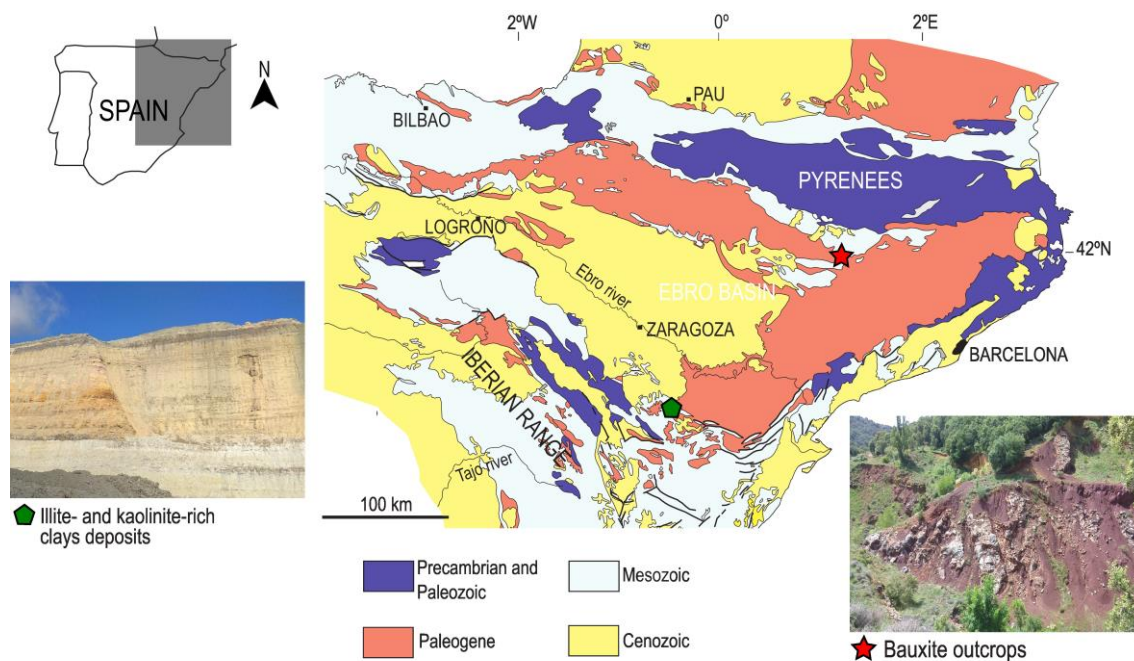 2ºW
0º
2ºE
N
SPAIN
PAU
BILBAO
PYRENEES
LOGROÑO
42ºN
Ebro river
EBRO BASIN
ZARAGOZA
BARCELONA
IBERIAN RANGE
Tajo river
100 km
Illite- and kaolinite-rich
clays deposits
Precambrian and
Paleozoic
Mesozoic
Paleogene
Cenozoic
Bauxite outcrops